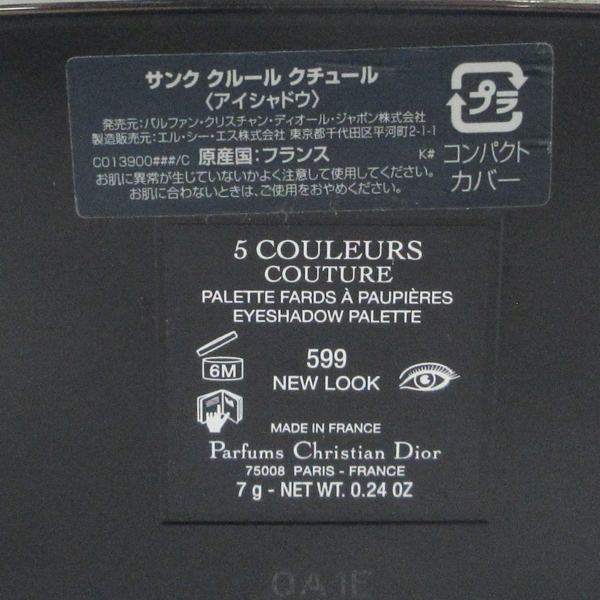 サンク クルール クチュール
〈アイシャドウ〉
発売元:パルファン・クリスチャン・ディオール・ジャポン株式会社
製造販売元:エル・シー・エス株式会社 東京都千代田区平河町2-1-1
C013900###/C 原産国:フランス K#
お肌に異常が生じていないかよく注意して使用してください。
お肌に合わないときは、ご使用をおやめください。
プラ
コンパクト
カバー
5 COULEURS
COUTURE
PALETTE FARDS À PAUPIÈRES
EYESHADOW PALETTE
6M
599
NEW LOOK
MADE IN FRANCE
Parfums Christian Dior
75008 PARIS - FRANCE
7 g - NET WT. 0.24 OZ
0A1E